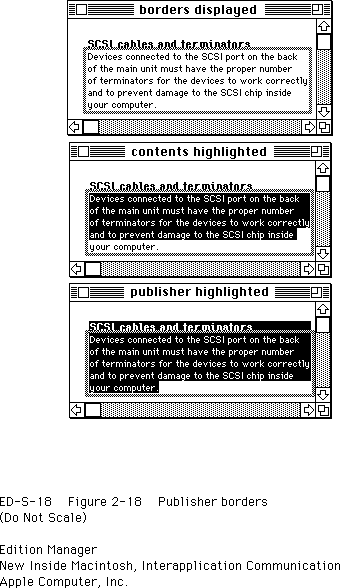 borders displayed
SCSI cables and terminators
Devices connected to the SCSI port on the back
of the main unit must have the proper number
of terminators for the devices to work correctly
and to prevent damage to the SCSI chip inside
your computer.
contents highlighted
SCSI cables and terminators
Devices connected to the SCSI port on the back
of the main unit must have the proper number
of terminators for the devices to work correctly
and to prevent damage to the SCSI chip inside
your computer.
publisher highlighted
SCSI cables and terminators
Devices connected to the SCSI port on the back
of the main unit must have the proper number
of terminators for the devices to work correctly
and to prevent damage to the SCSI chip inside
your computer.
ED-S-18 Figure 2-18 Publisher borders
(Do Not Scale)
Edition Manager
New Inside Macintosh, Interapplication Communication
Apple Computer, Inc.